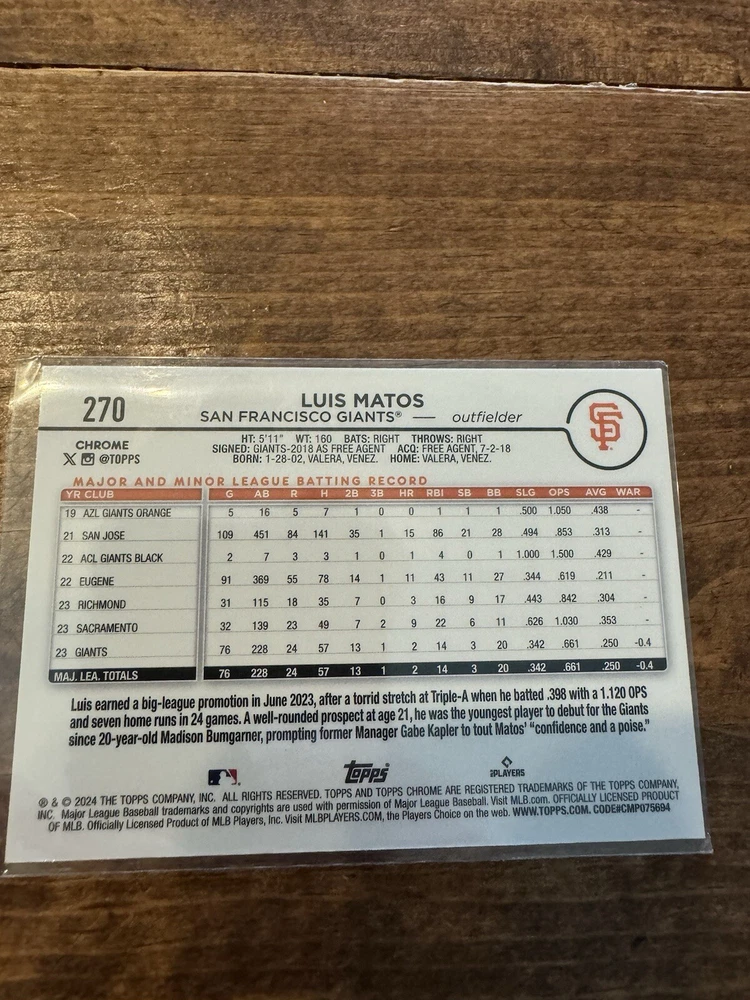 270
LUIS MATOS
SAN FRANCISCO GIANTS® — outfielder
SF
CHROME
X @TOPPS
HT: 5'11" WT: 160 BATS: RIGHT THROWS: RIGHT
SIGNED: GIANTS-2018 AS FREE AGENT ACQ: FREE AGENT, 7-2-18
BORN: 1-28-02, VALERA, VENEZ. HOME: VALERA, VENEZ.
MAJOR AND MINOR LEAGUE BATTING RECORD
YR CLUB G AB R H 2B 3B HR RBI SB BB SLG OPS AVG WAR
19 AZL GIANTS ORANGE 5 16 5 7 1 0 0 1 1 1 .500 1.050 .438 -
21 SAN JOSE 109 451 84 141 35 1 15 86 21 28 .494 .853 .313 -
22 ACL GIANTS BLACK 2 7 3 3 1 0 1 4 0 1 1.000 1.500 .429 -
22 EUGENE 91 369 55 78 14 1 11 43 11 27 .344 .619 .211 -
23 RICHMOND 31 115 18 35 7 0 3 16 9 17 .443 .842 .304 -
23 SACRAMENTO 32 139 23 49 7 2 9 22 6 11 .626 1.030 .353 -
23 GIANTS 76 228 24 57 13 1 2 14 3 20 .342 .661 .250 -0.4
MAJ. LEA. TOTALS 76 228 24 57 13 1 2 14 3 20 .342 .661 .250 -0.4
Luis earned a big-league promotion in June 2023, after a torrid stretch at Triple-A when he batted .398 with a 1.120 OPS
and seven home runs in 24 games. A well-rounded prospect at age 21, he was the youngest player to debut for the Giants
since 20-year-old Madison Bumgarner, prompting former Manager Gabe Kapler to tout Matos' "confidence and a poise."
Topps
PLAYERS
® & © 2024 THE TOPPS COMPANY, INC. ALL RIGHTS RESERVED. TOPPS AND TOPPS CHROME ARE REGISTERED TRADEMARKS OF THE TOPPS COMPANY,
INC. Major League Baseball trademarks and copyrights are used with permission of Major League Baseball. Visit MLB.com. OFFICIALLY LICENSED PRODUCT
OF MLB. Officially Licensed Product of MLB Players, Inc. Visit MLBPLAYERS.COM, the Players Choice on the web. WWW.TOPPS.COM. CODE#CMP075694